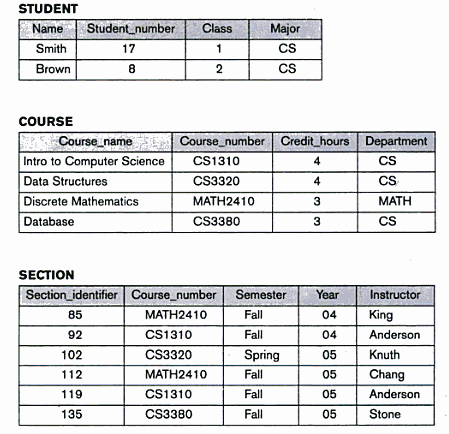 STUDENT
Name Student_number Class Major
Smith 17 1 CS
Brown 8 2 CS
COURSE
Course_name Course_number Credit_hours Department
Intro to Computer Science CS1310 4 CS
Data Structures CS3320 4 CS
Discrete Mathematics MATH2410 3 MATH
Database CS3380 3 CS
SECTION
Section_identifier Course_number Semester Year Instructor
85 MATH2410 Fall 04 King
92 CS1310 Fall 04 Anderson
102 CS3320 Spring 05 Knuth
112 MATH2410 Fall 05 Chang
119 CS1310 Fall 05 Anderson
135 CS3380 Fall 05 Stone